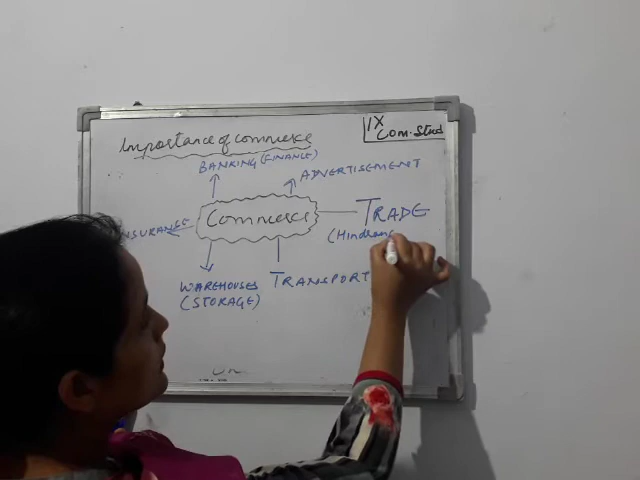 IX
Com. Stud
Importance of commerce
BANKING (FINANCE)
ADVERTISEMENT
Commerce
TRADE
INSURANCE
WAREHOUSES
(STORAGE)
TRANSPORT